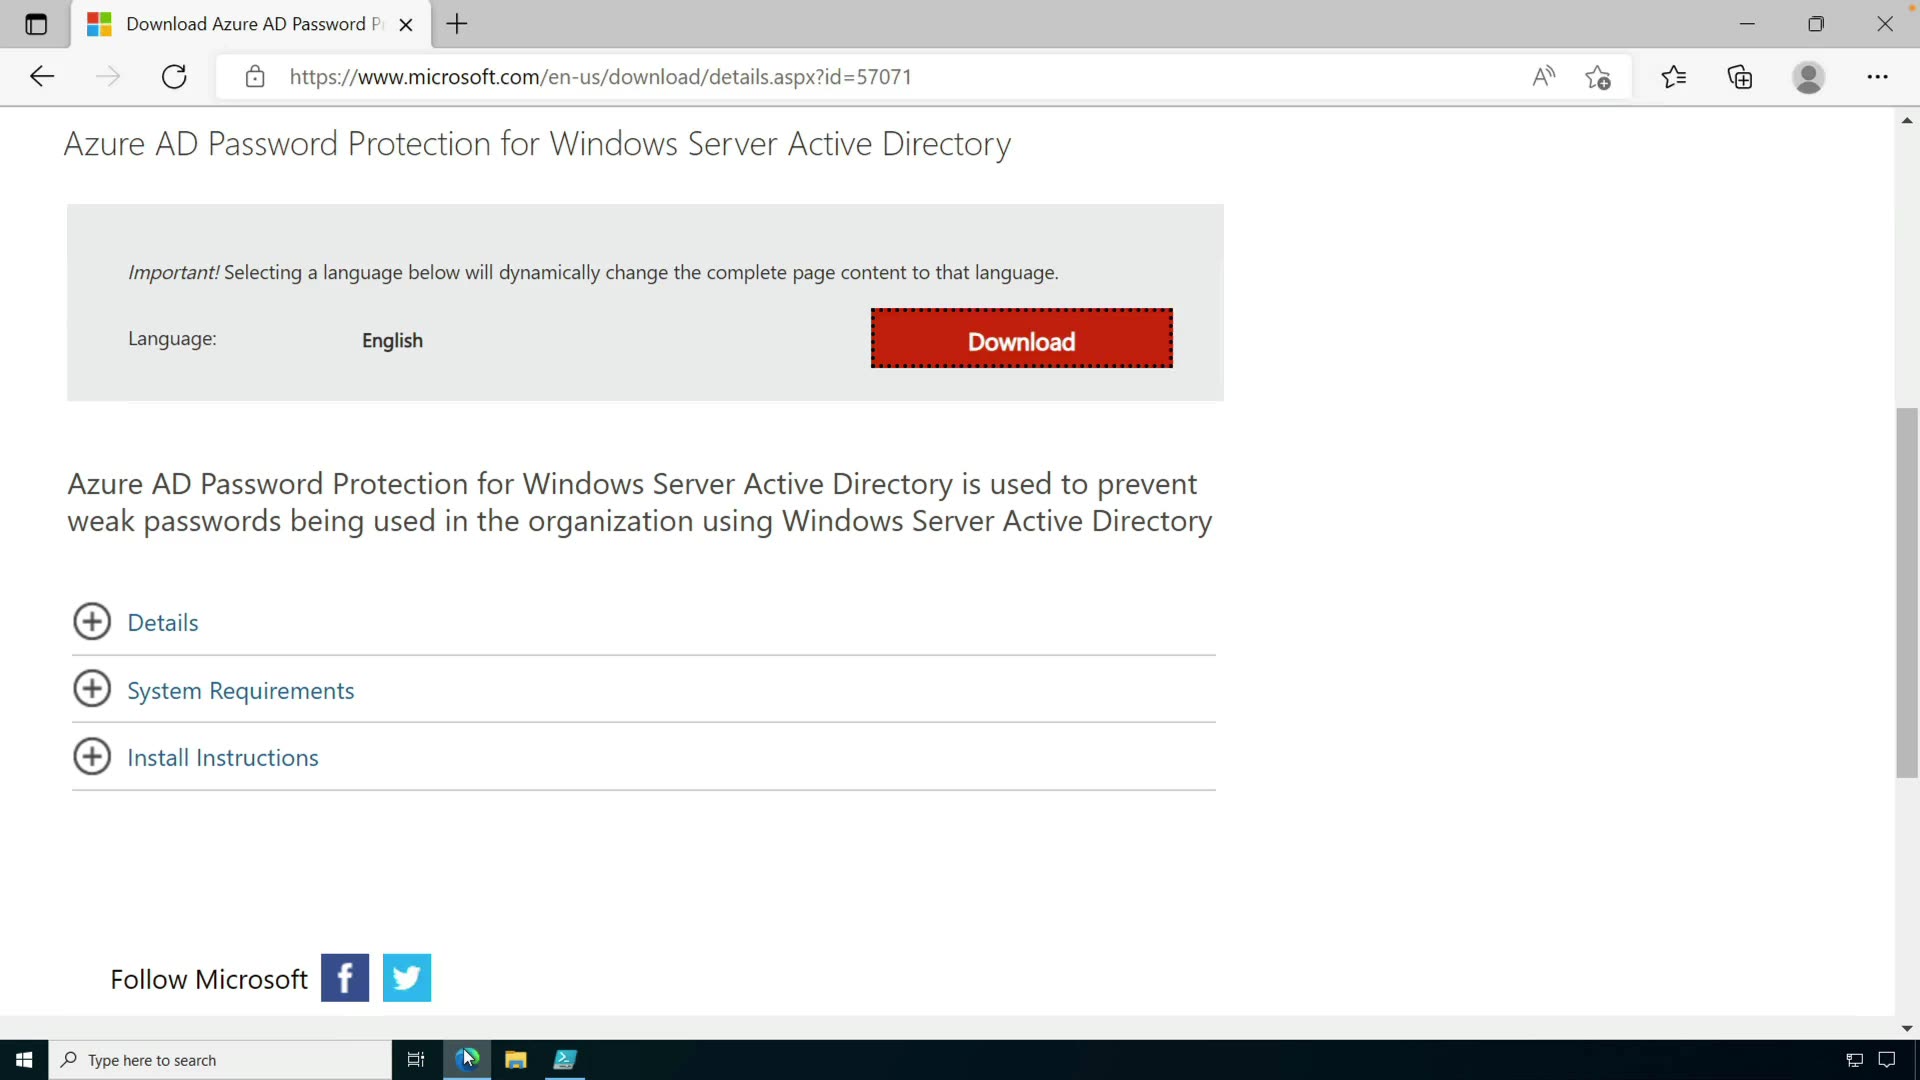 Download Azure AD Password Pr
https://www.microsoft.com/en-us/download/details.aspx?id=57071
Azure AD Password Protection for Windows Server Active Directory
Important! Selecting a language below will dynamically change the complete page content to that language.
Language:
English
Download
Azure AD Password Protection for Windows Server Active Directory is used to prevent
weak passwords being used in the organization using Windows Server Active Directory
Details
System Requirements
Install Instructions
Follow Microsoft
Type here to search